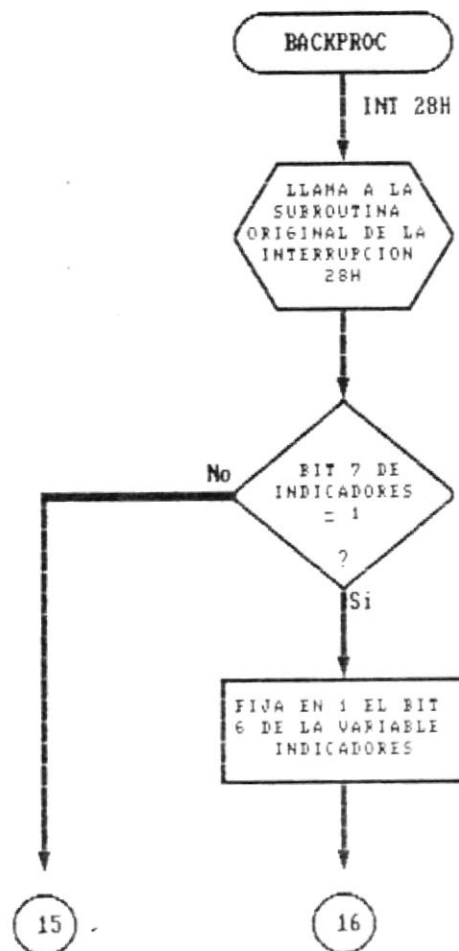 BACKPROC
INT 28H
LLAMA A LA
SUBROUTINA
ORIGINAL DE LA
INTERRUPCION
28H
No
BIT 7 DE
INDICADORES
= 1
?
Si
FIJA EN 1 EL BIT
6 DE LA VARIABLE
INDICADORES
15
16